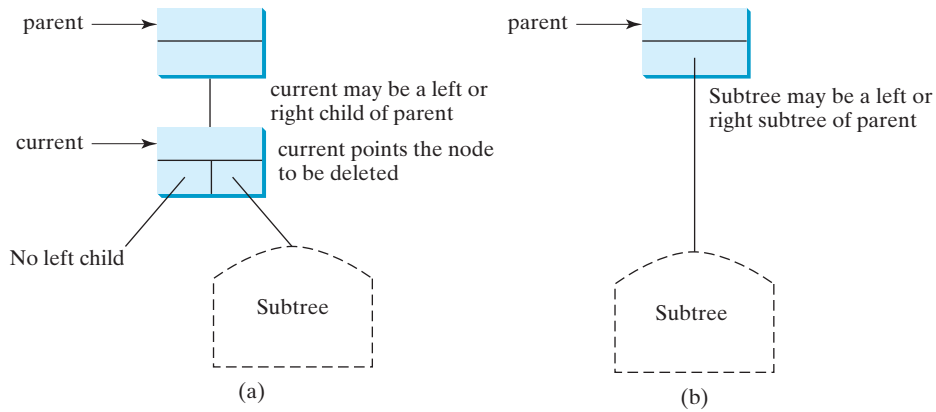 parent
current may be a left or
right child of parent
current
current points the node
to be deleted
No left child
Subtree
(a)
parent
Subtree may be a left or
right subtree of parent
Subtree
(b)